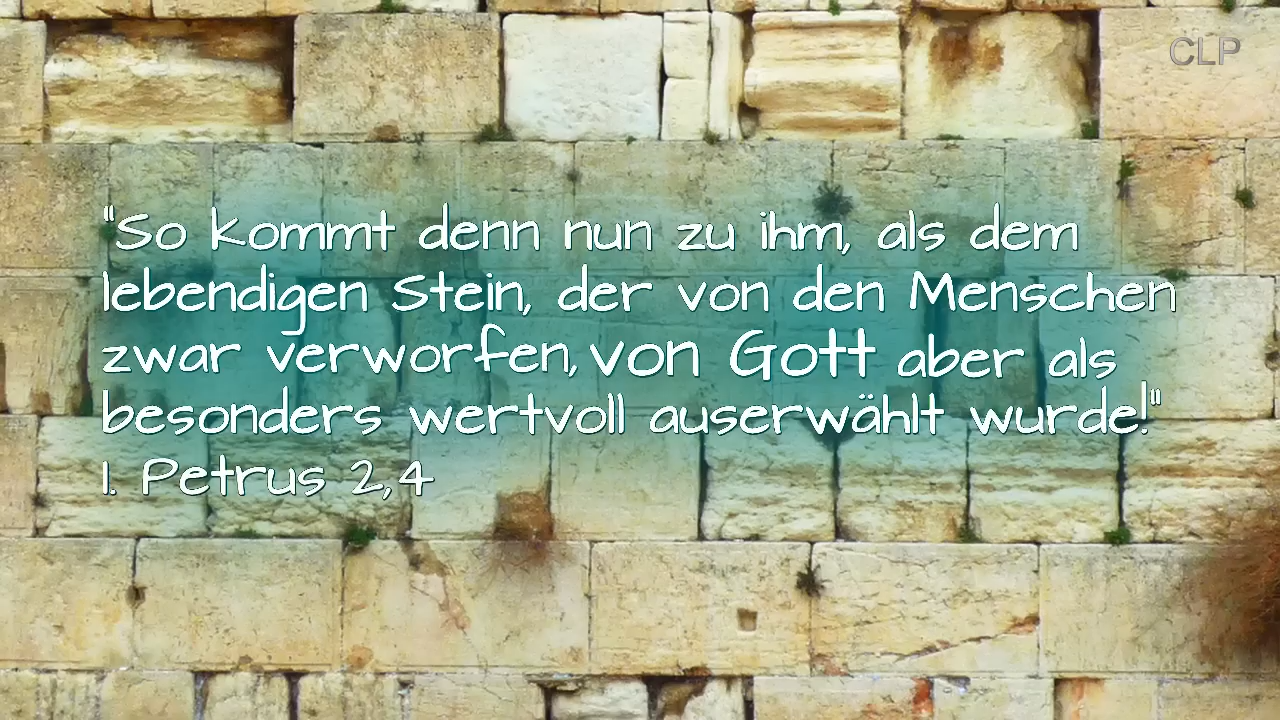 CLP
"So kommt denn nun zu ihm, als dem
lebendigen Stein, der von den Menschen
zwar verworfen, von Gott aber als
besonders wertvoll auserwählt wurde!"
1. Petrus 2,4